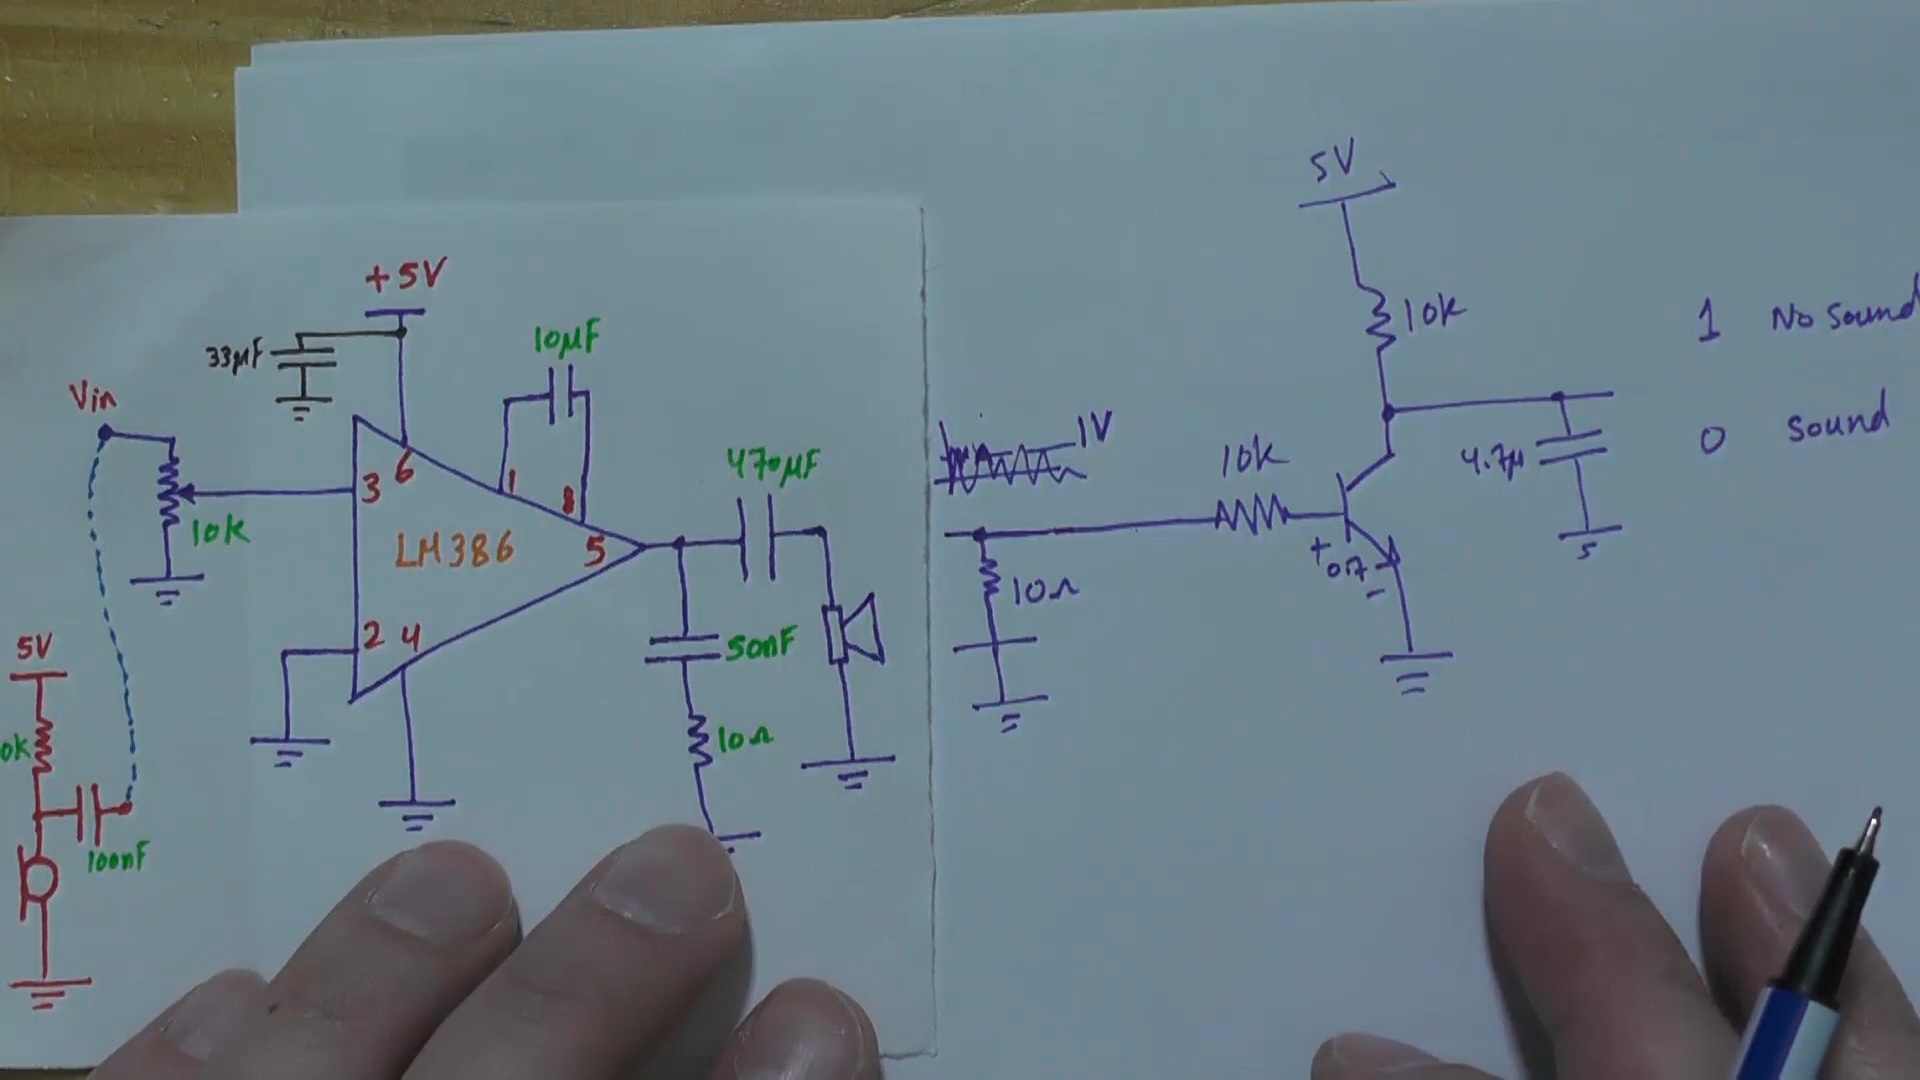 +5V
33µF
10µF
Vin
3
6
1
8
10k
LM386
5
470µF
2
4
50nF
10Ω
5V
0k
100nF
5V
10k
1 No Sound
1V
10k
4.7µ
0 Sound
+
0.7
-
10Ω